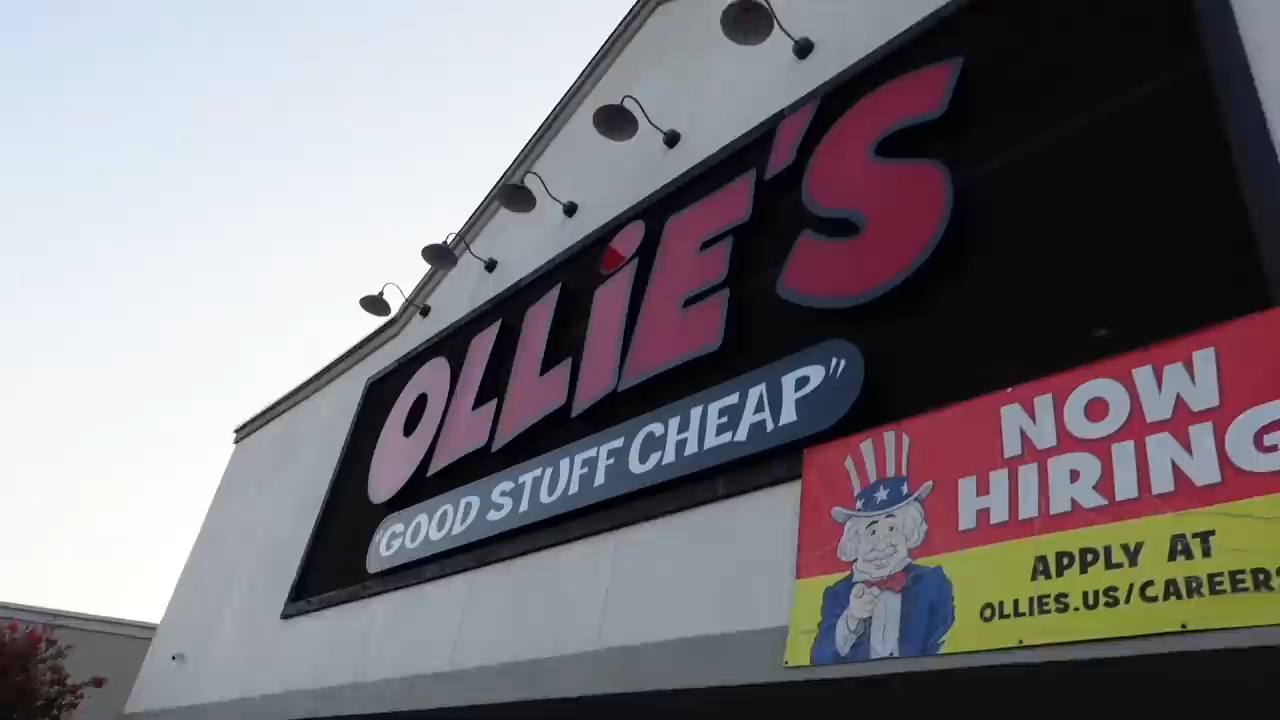 OLLiE'S
"GOOD STUFF CHEAP"
NOW
HIRING
APPLY AT
OLLIES.US/CAREERS